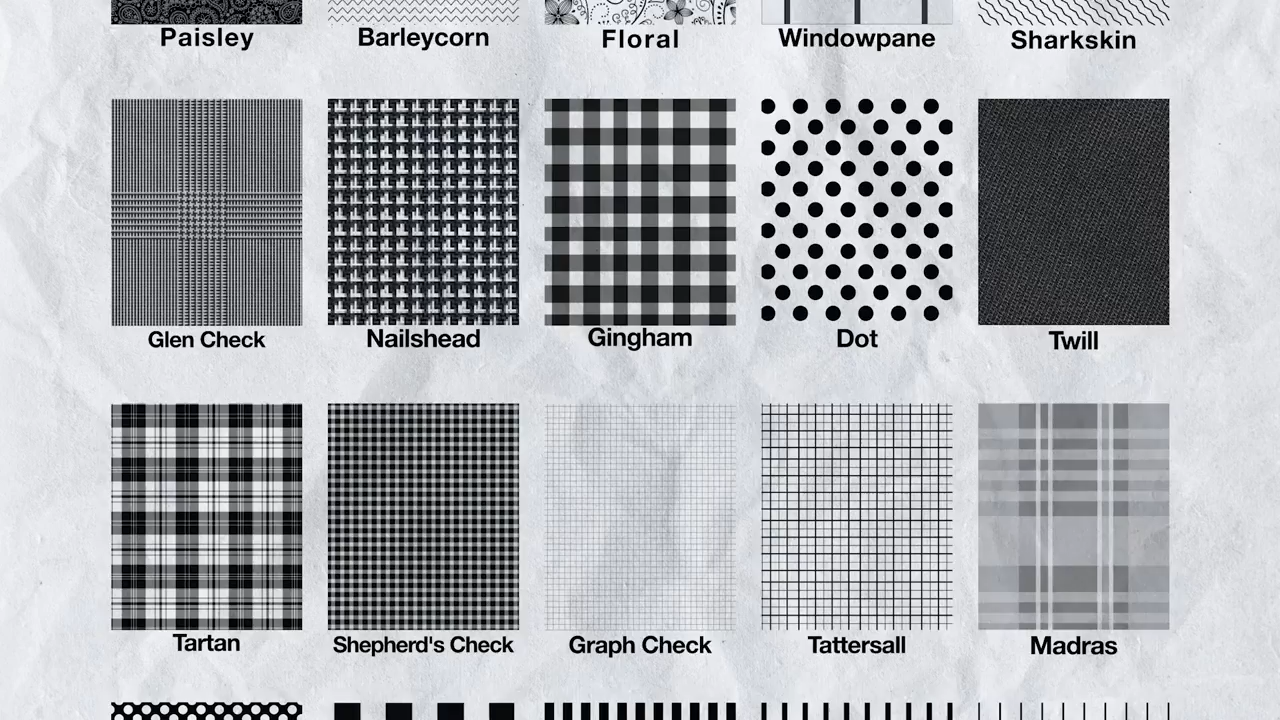 Paisley
Barleycorn
Floral
Windowpane
Sharkskin
Glen Check
Nailshead
Gingham
Dot
Twill
Tartan
Shepherd's Check
Graph Check
Tattersall
Madras